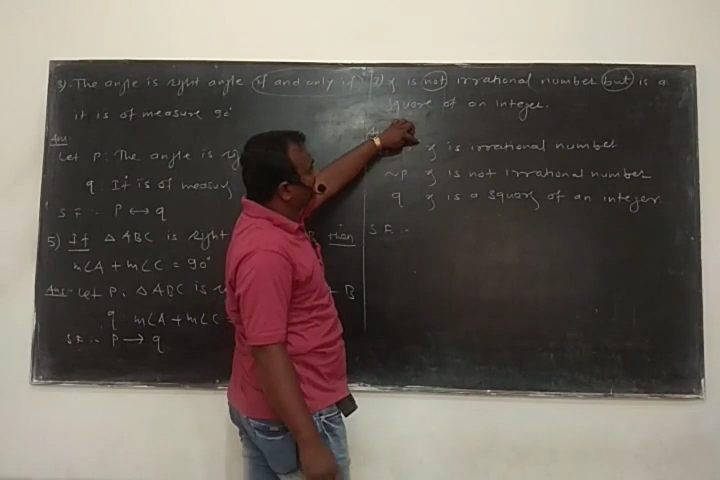 3). The angle is right angle if and only if
it is of measure 90°
Ans:
Let P: The angle is
q: It is of measur
S F :- P ↔ q
5) If △ ABC is right B then
m∠A + m∠C = 90°
Ans:- Let P: △ ABC is B
q m∠A + m∠C =
S.F. :- P → q
7) is not irrational number but is a
square of an integer.
is irrational number
~P is not irrational number
q is a square of an integer.
S F :-